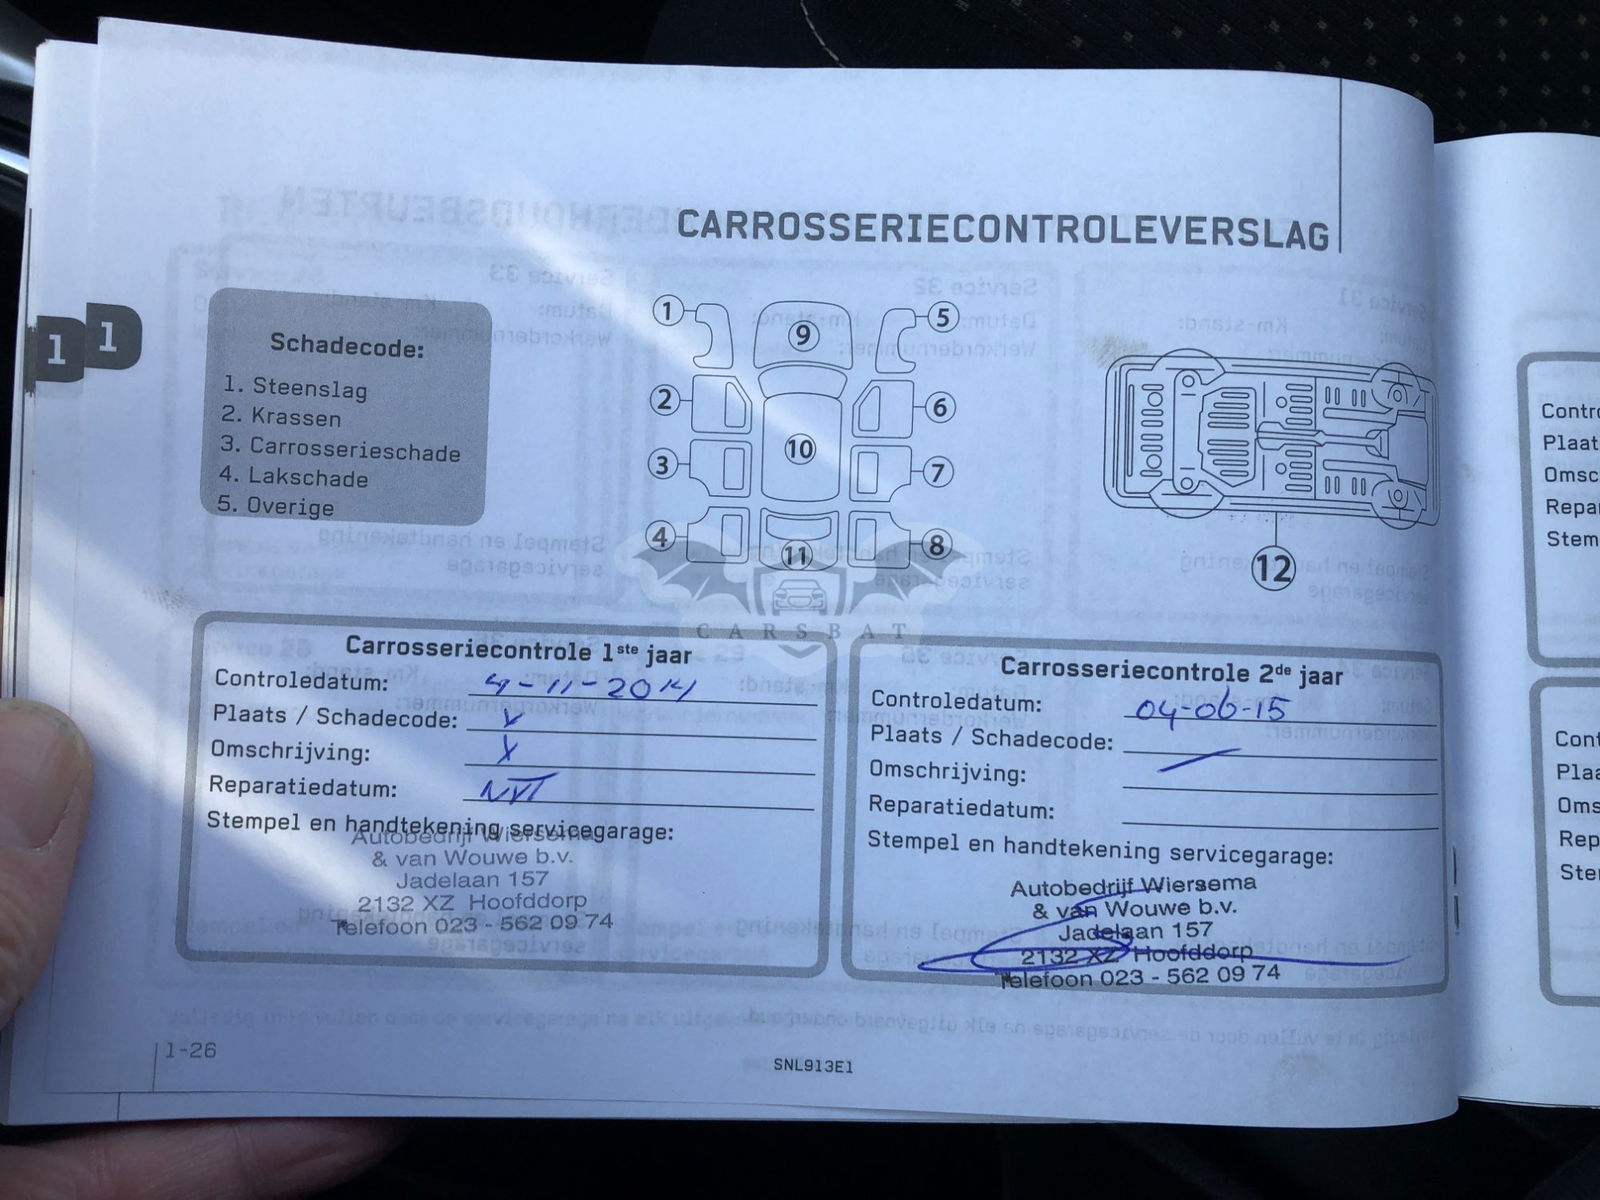 CARROSSERIECONTROLEVERSLAG
1 1
Schadecode:
1. Steenslag
2. Krassen
3. Carrosserieschade
4. Lakschade
5. Overige
1
2
3
4
9
10
11
5
6
7
8
12
CARSBAT
Carrosseriecontrole 1ste jaar
Controledatum: 4-11-2014
Plaats / Schadecode: X
Omschrijving: X
Reparatiedatum:
Stempel en handtekening servicegarage:
Autobedrijf Wiersema
& van Wouwe b.v.
Jadelaan 157
2132 XZ Hoofddorp
Telefoon 023 - 562 09 74
Carrosseriecontrole 2de jaar
Controledatum: 04-06-15
Plaats / Schadecode:
Omschrijving:
Reparatiedatum:
Stempel en handtekening servicegarage:
Autobedrijf Wiersema
& van Wouwe b.v.
Jadelaan 157
2132 XZ Hoofddorp
Telefoon 023 - 562 09 74
1-26
SNL913E1